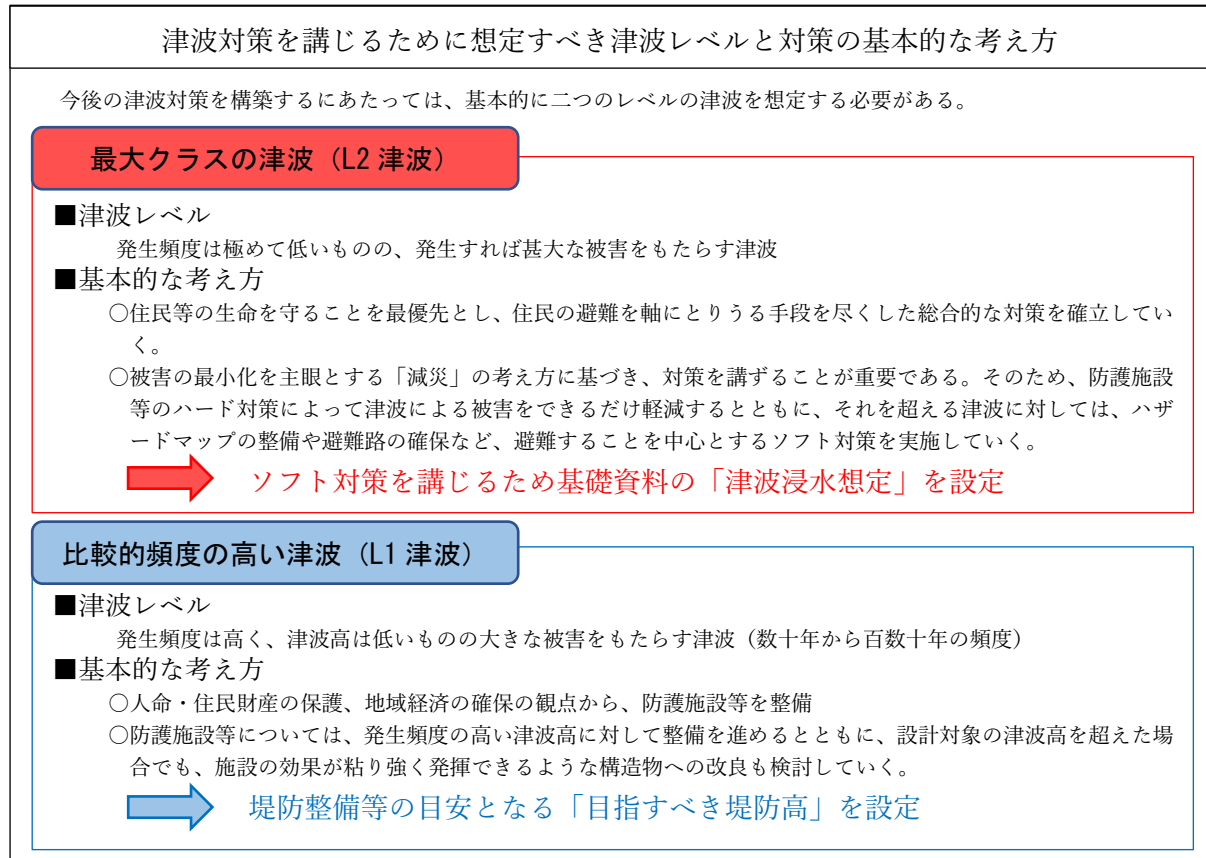 津波対策を講じるために想定すべき津波レベルと対策の基本的な考え方
今後の津波対策を構築するにあたっては、基本的に二つのレベルの津波を想定する必要がある。
最大クラスの津波（L2 津波）
■津波レベル
発生頻度は極めて低いものの、発生すれば甚大な被害をもたらす津波
■基本的な考え方
○住民等の生命を守ることを最優先とし、住民の避難を軸にとりうる手段を尽くした総合的な対策を確立してい
く。
○被害の最小化を主眼とする「減災」の考え方に基づき、対策を講ずることが重要である。そのため、防護施設
等のハード対策によって津波による被害をできるだけ軽減するとともに、それを超える津波に対しては、ハザ
ードマップの整備や避難路の確保など、避難することを中心とするソフト対策を実施していく。
ソフト対策を講じるため基礎資料の「津波浸水想定」を設定
比較的頻度の高い津波（L1 津波）
■津波レベル
発生頻度は高く、津波高は低いものの大きな被害をもたらす津波（数十年から百数十年の頻度）
■基本的な考え方
○人命・住民財産の保護、地域経済の確保の観点から、防護施設等を整備
○防護施設等については、発生頻度の高い津波高に対して整備を進めるとともに、設計対象の津波高を超えた場
合でも、施設の効果が粘り強く発揮できるような構造物への改良も検討していく。
堤防整備等の目安となる「目指すべき堤防高」を設定